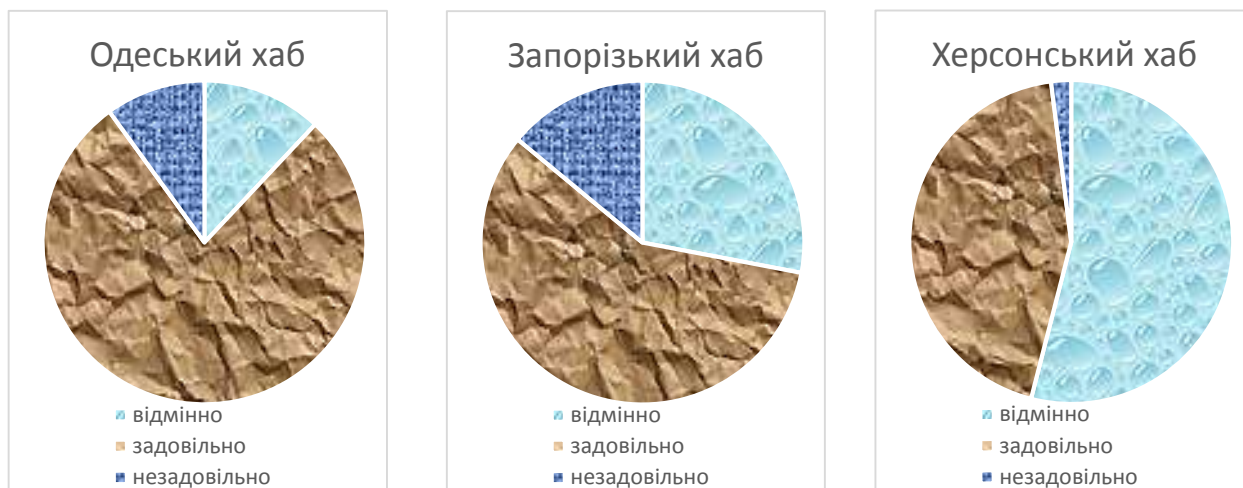 Одеський хаб
відмінно
задовільно
незадовільно
Запорізький хаб
відмінно
задовільно
незадовільно
Херсонський хаб
відмінно
задовільно
незадовільно